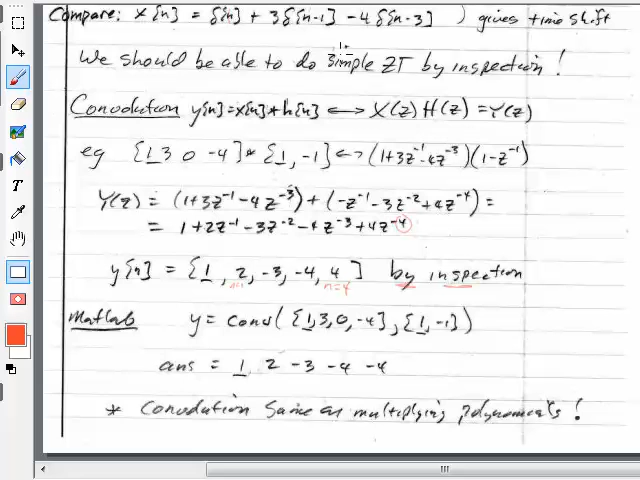 Compare: x[n] = δ[n] + 3δ[n-1] - 4δ[n-3] ) gives time shift
We should be able to do simple ZT by inspection!
Convolution y[n]=x[n]*h[n] ⟷ X(z)H(z)=Y(z)
eg {1 3 0 -4]*{1,-1] ⟷ (1+3z⁻¹-4z⁻³)(1-z⁻¹)
Y(z) = (1+3z⁻¹-4z⁻³)+(-z⁻¹-3z⁻²+4z⁻⁴) =
= 1+2z⁻¹-3z⁻²-4z⁻³+4z⁻⁴
y[n] = {1, 2, -3, -4, 4] by inspection
n=4
Matlab y = conv({1,3,0,-4],{1,-1])
ans = 1 2 -3 -4 -4
* Convolution same as multiplying polynomials!
T